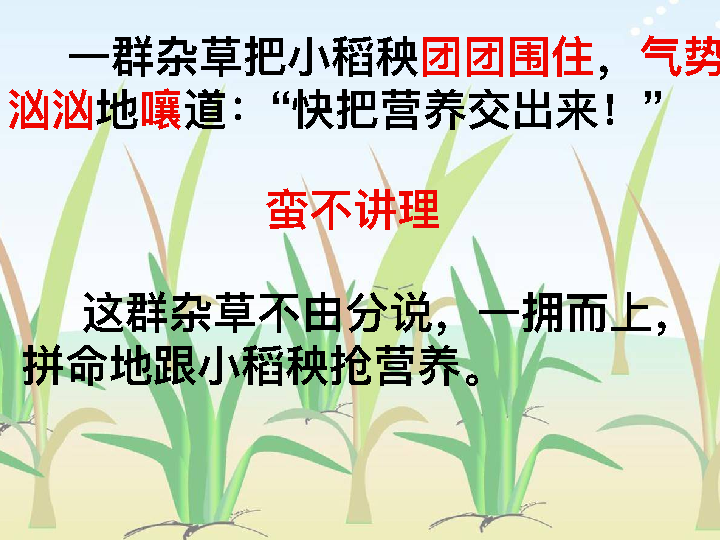 一群杂草把小稻秧团团围住，气势
汹汹地嚷道：“快把营养交出来！”
蛮不讲理
这群杂草不由分说，一拥而上，
拼命地跟小稻秧抢营养。